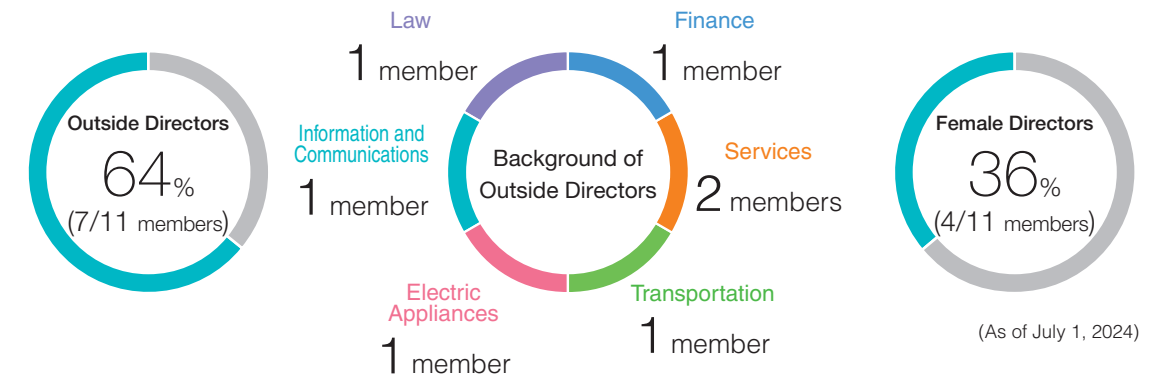 Outside Directors
64%
(7/11 members)
Law
1 member
Finance
1 member
Information and
Communications
1 member
Background of
Outside Directors
Services
2 members
Electric
Appliances
1 member
Transportation
1 member
Female Directors
36%
(4/11 members)
(As of July 1, 2024)